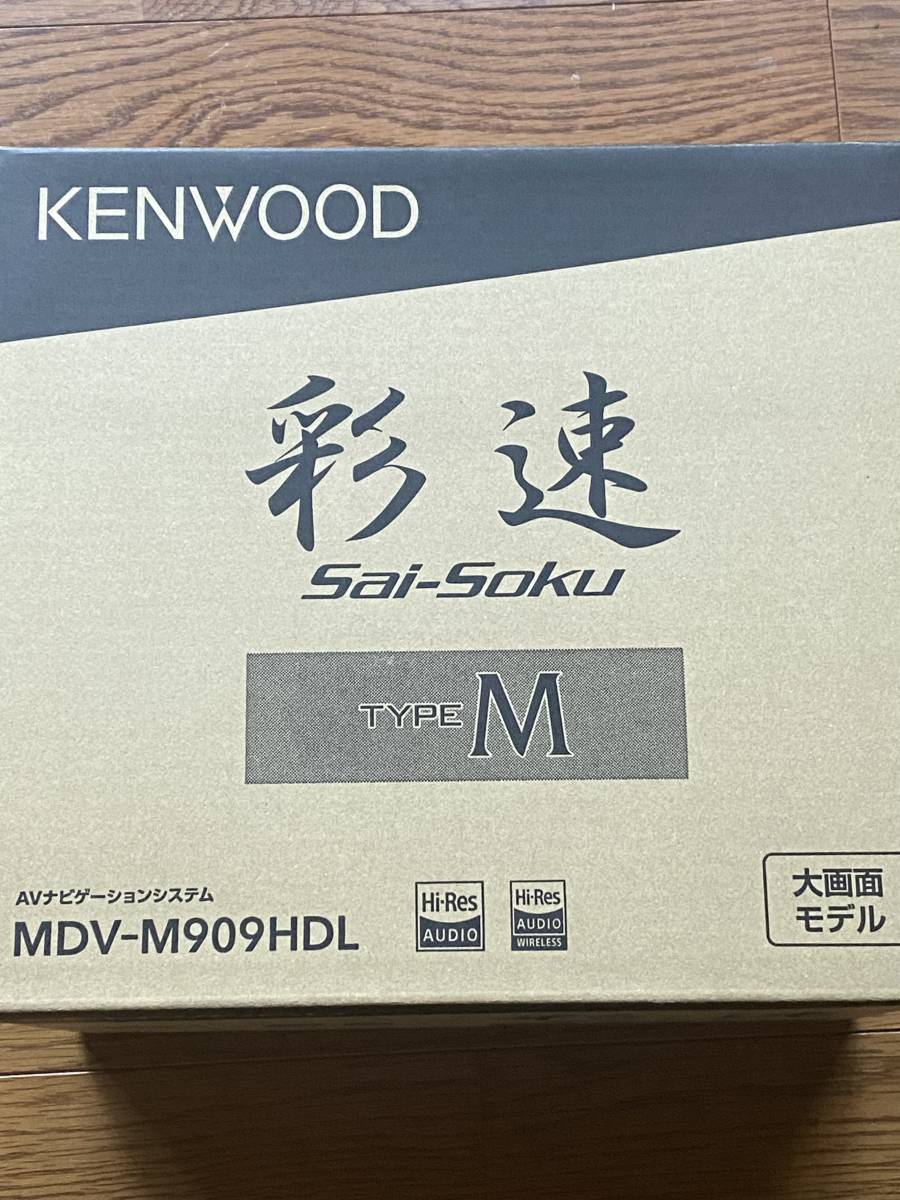 KENWOOD
彩速
Sai-Soku
TYPE M
AVナビゲーションシステム
MDV-M909HDL
Hi-Res
AUDIO
Hi-Res
AUDIO
WIRELESS
大画面
モデル